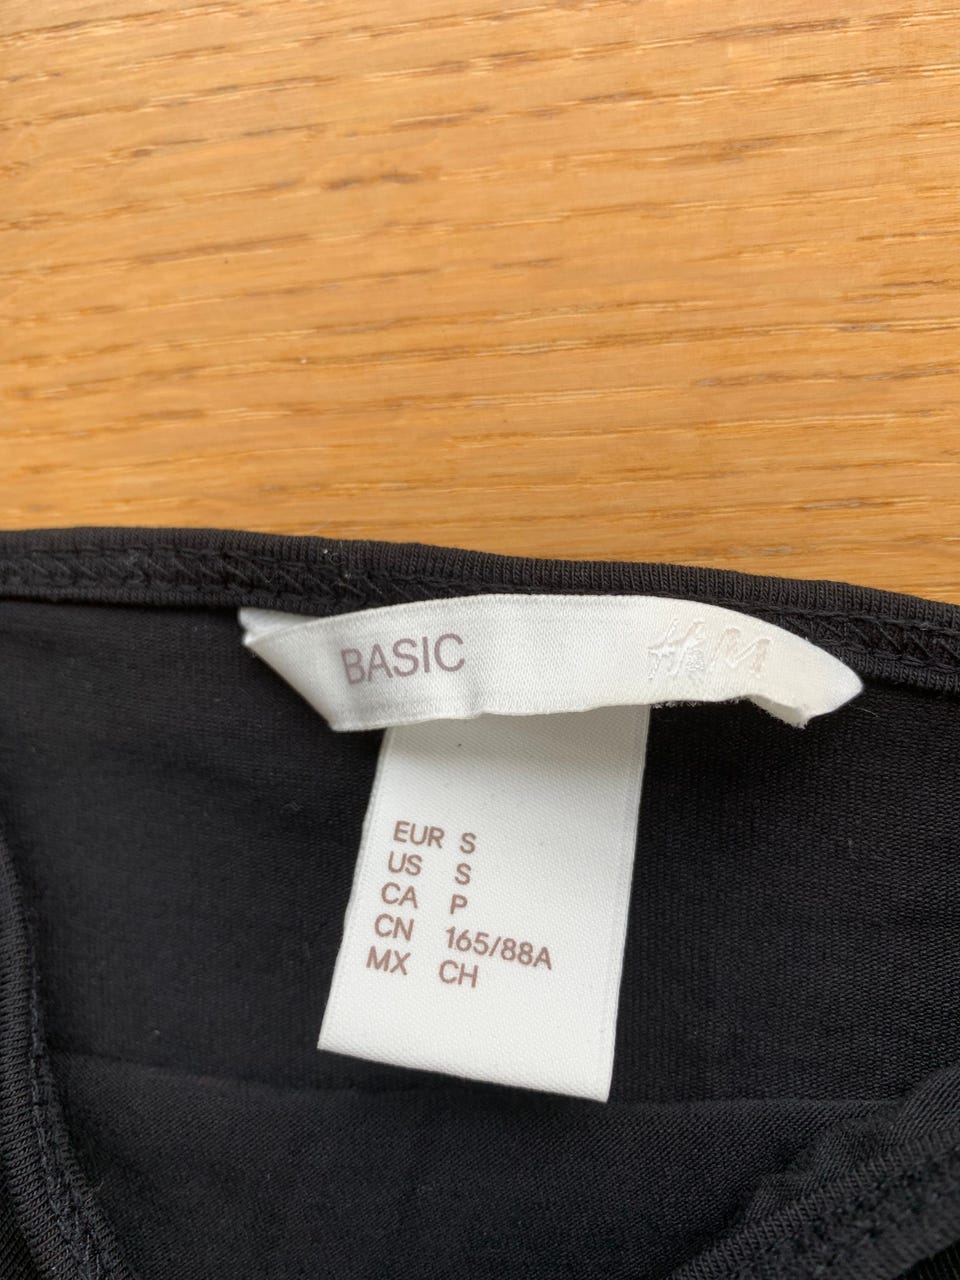 BASIC H&M
EUR S
US S
CA P
CN 165/88A
MX CH